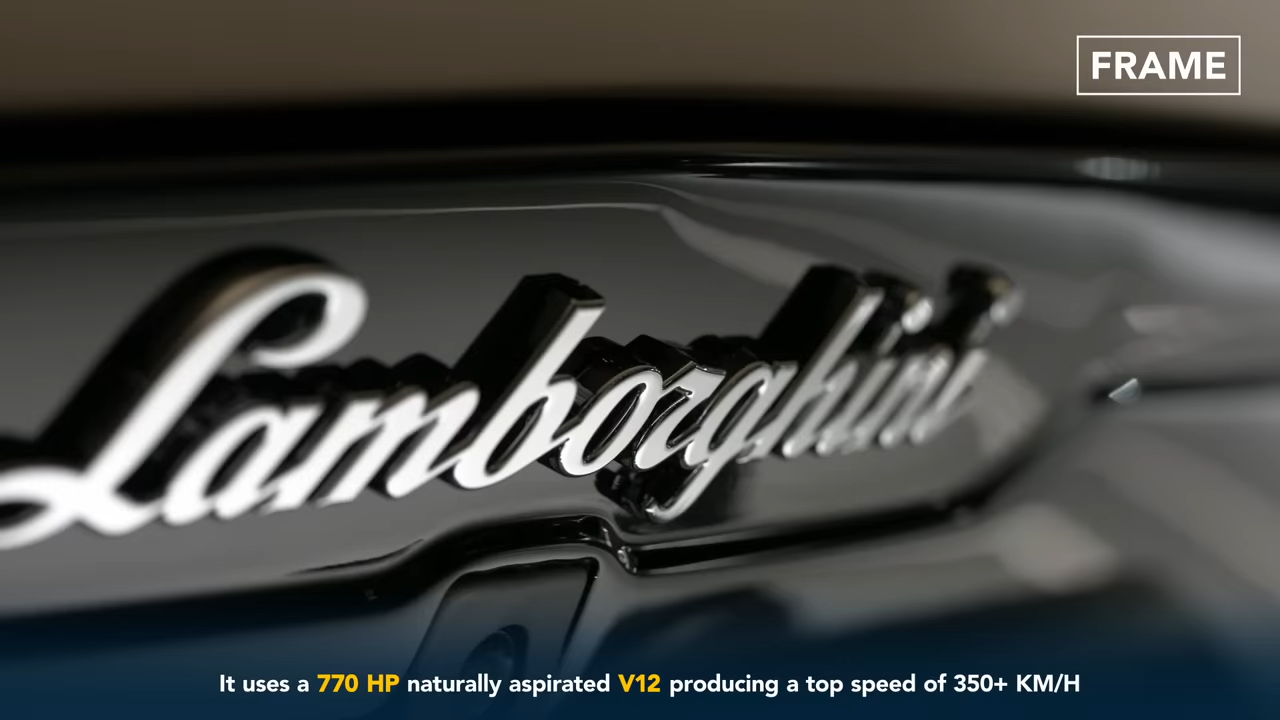 FRAME
Lamborghini
It uses a 770 HP naturally aspirated V12 producing a top speed of 350+ KM/H